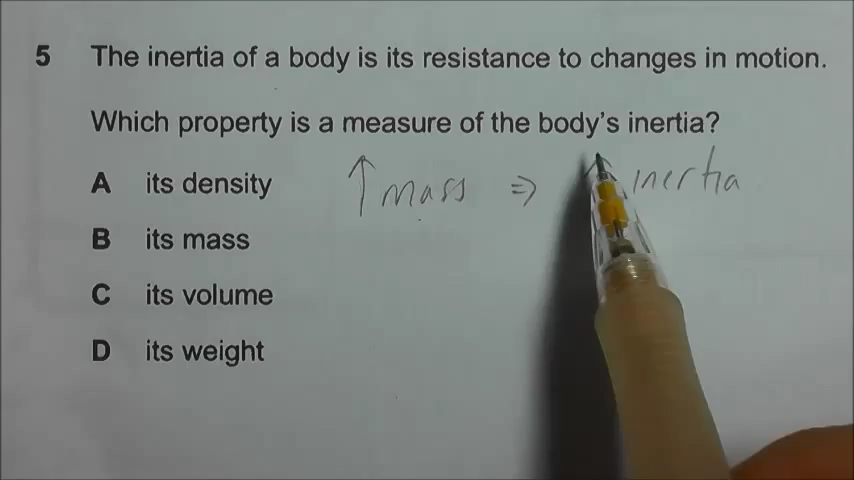 5 The inertia of a body is its resistance to changes in motion.
Which property is a measure of the body's inertia?
A its density
↑ mass ⇒ ↑ inertia
B its mass
C its volume
D its weight